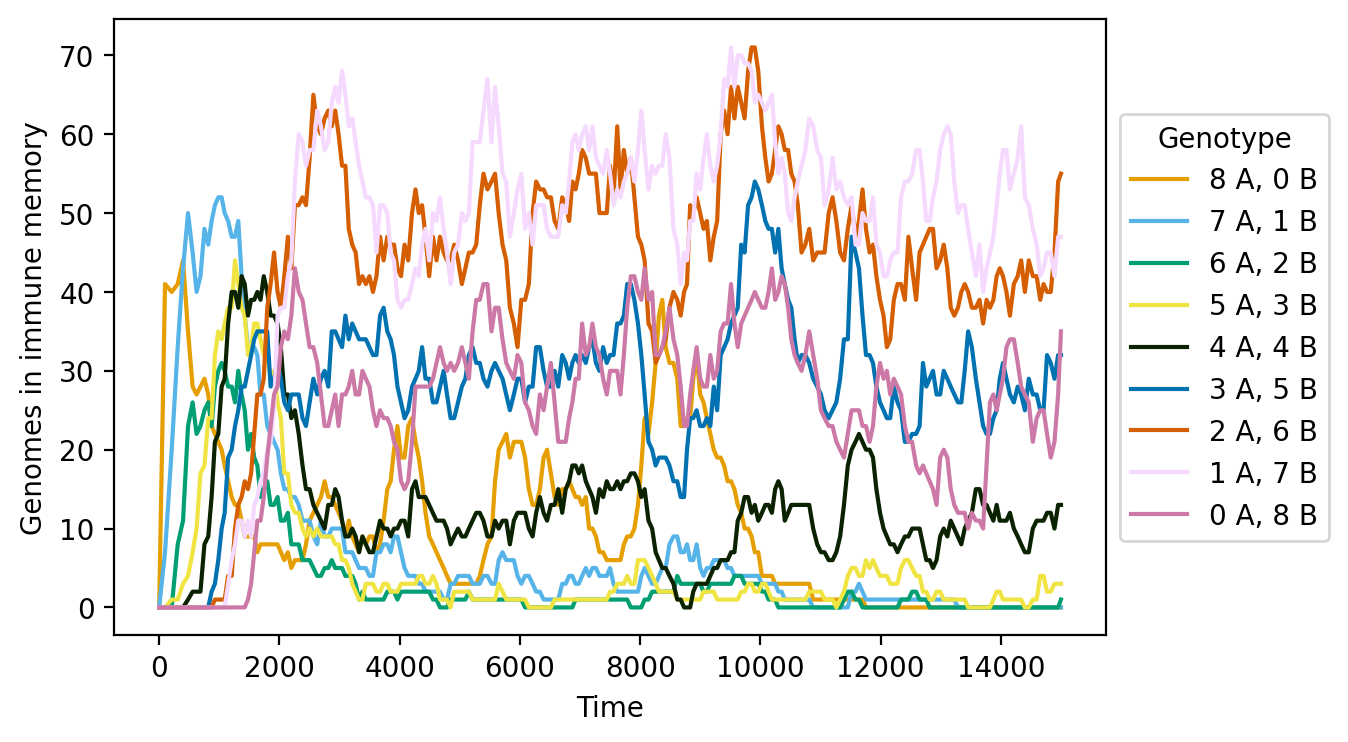 Genomes in immune memory
70
60
50
40
30
20
10
0
0 2000 4000 6000 8000 10000 12000 14000
Time
Genotype
8 A, 0 B
7 A, 1 B
6 A, 2 B
5 A, 3 B
4 A, 4 B
3 A, 5 B
2 A, 6 B
1 A, 7 B
0 A, 8 B